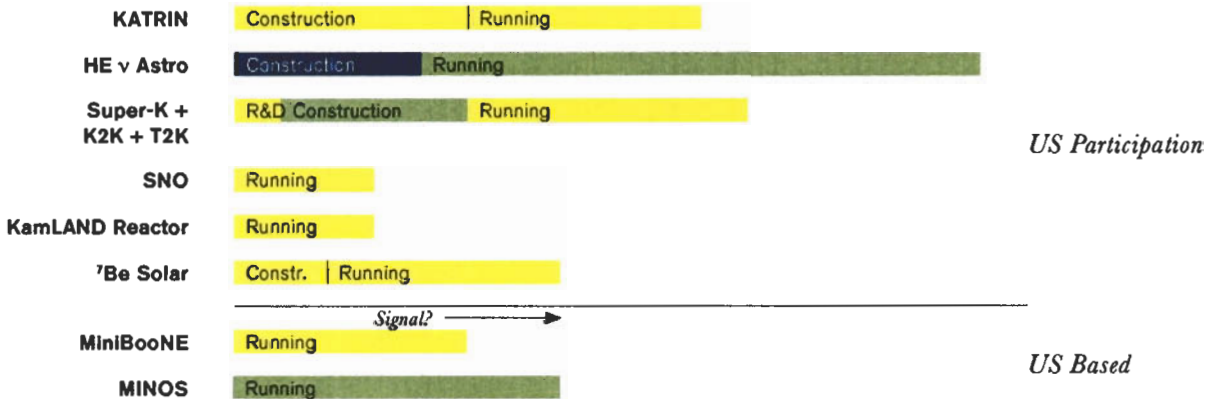 KATRIN Construction Running
HE ν Astro Construction Running
Super-K + R&D Construction Running
K2K + T2K
US Participation
SNO Running
KamLAND Reactor Running
⁷Be Solar Constr. Running
Signal?
MiniBooNE Running
US Based
MINOS Running